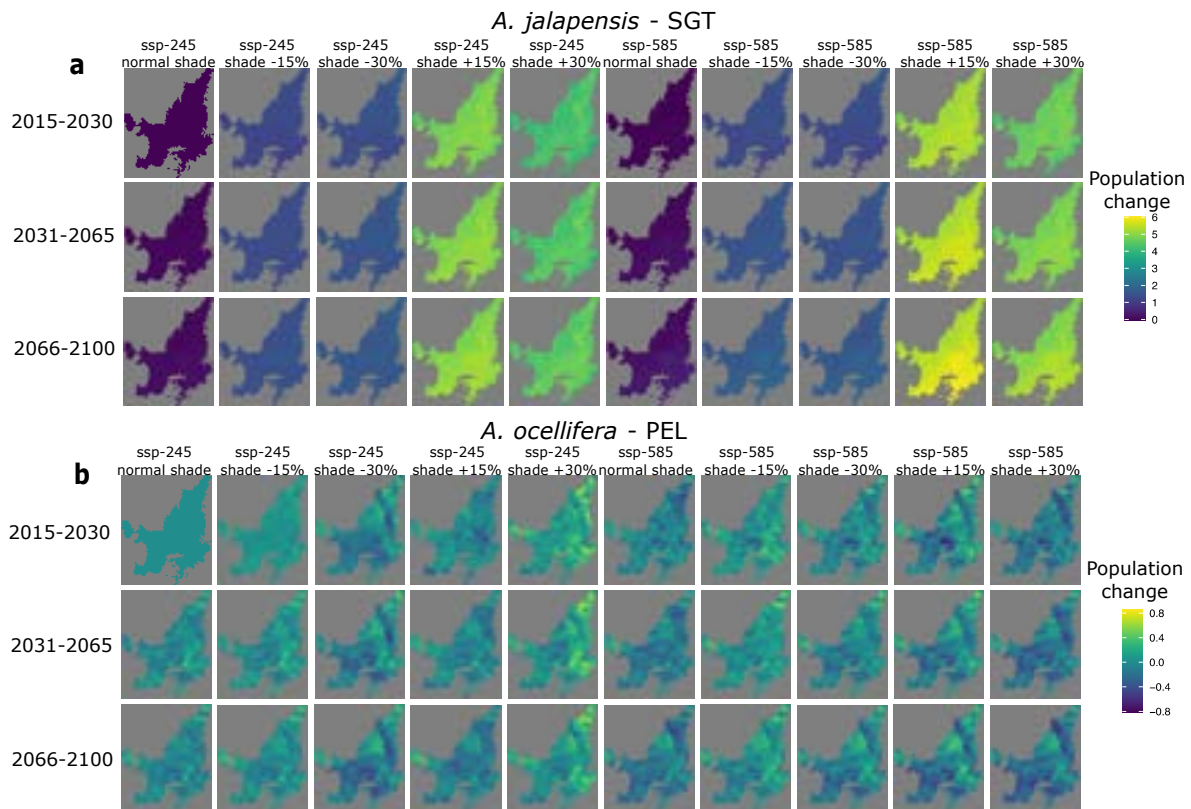 A. jalapensis - SGT
a
ssp-245 ssp-245 ssp-245 ssp-245 ssp-245 ssp-585 ssp-585 ssp-585 ssp-585 ssp-585
normal shade shade -15% shade -30% shade +15% shade +30% normal shade shade -15% shade -30% shade +15% shade +30%
2015-2030
2031-2065
2066-2100
Population
change
6
5
4
3
2
1
0
A. ocellifera - PEL
b
ssp-245 ssp-245 ssp-245 ssp-245 ssp-245 ssp-585 ssp-585 ssp-585 ssp-585 ssp-585
normal shade shade -15% shade -30% shade +15% shade +30% normal shade shade -15% shade -30% shade +15% shade +30%
2015-2030
2031-2065
2066-2100
Population
change
0.8
0.4
0.0
−0.4
−0.8